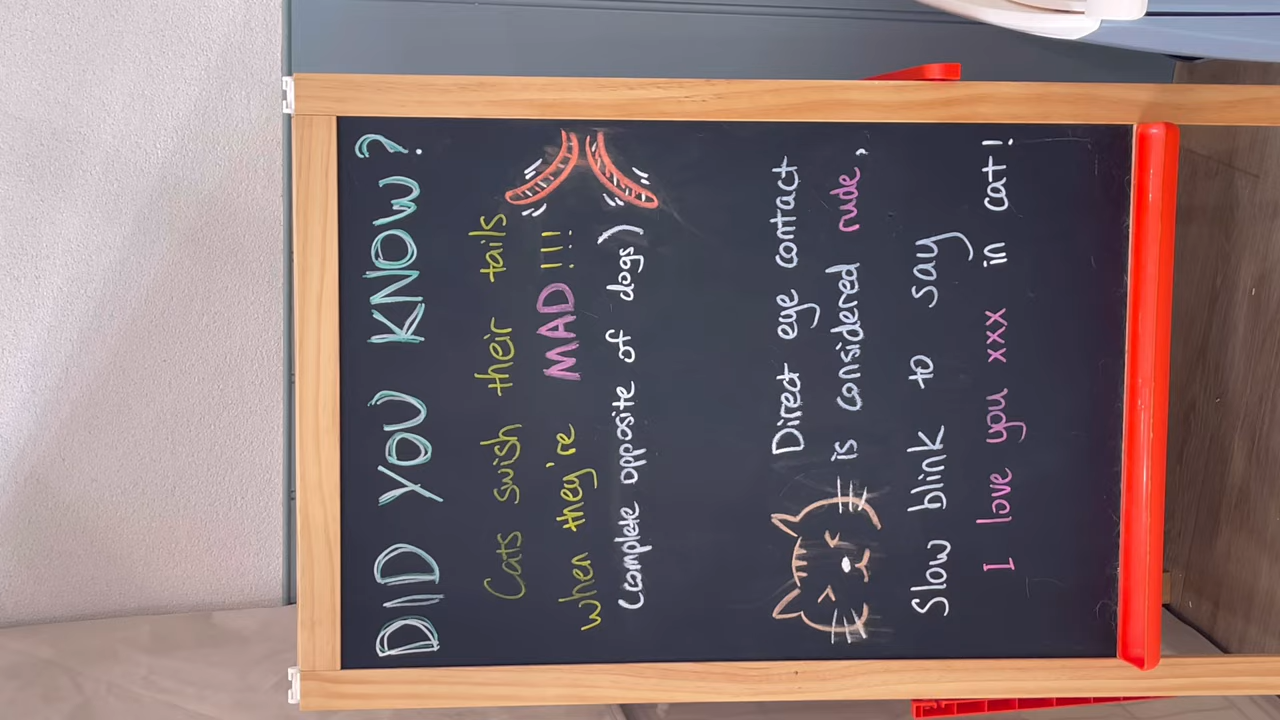 DID YOU KNOW?
Cats swish their tails
when they're MAD!!!
(complete opposite of dogs)
Direct eye contact
is considered rude,
Slow blink to say
I love you xxx in cat!